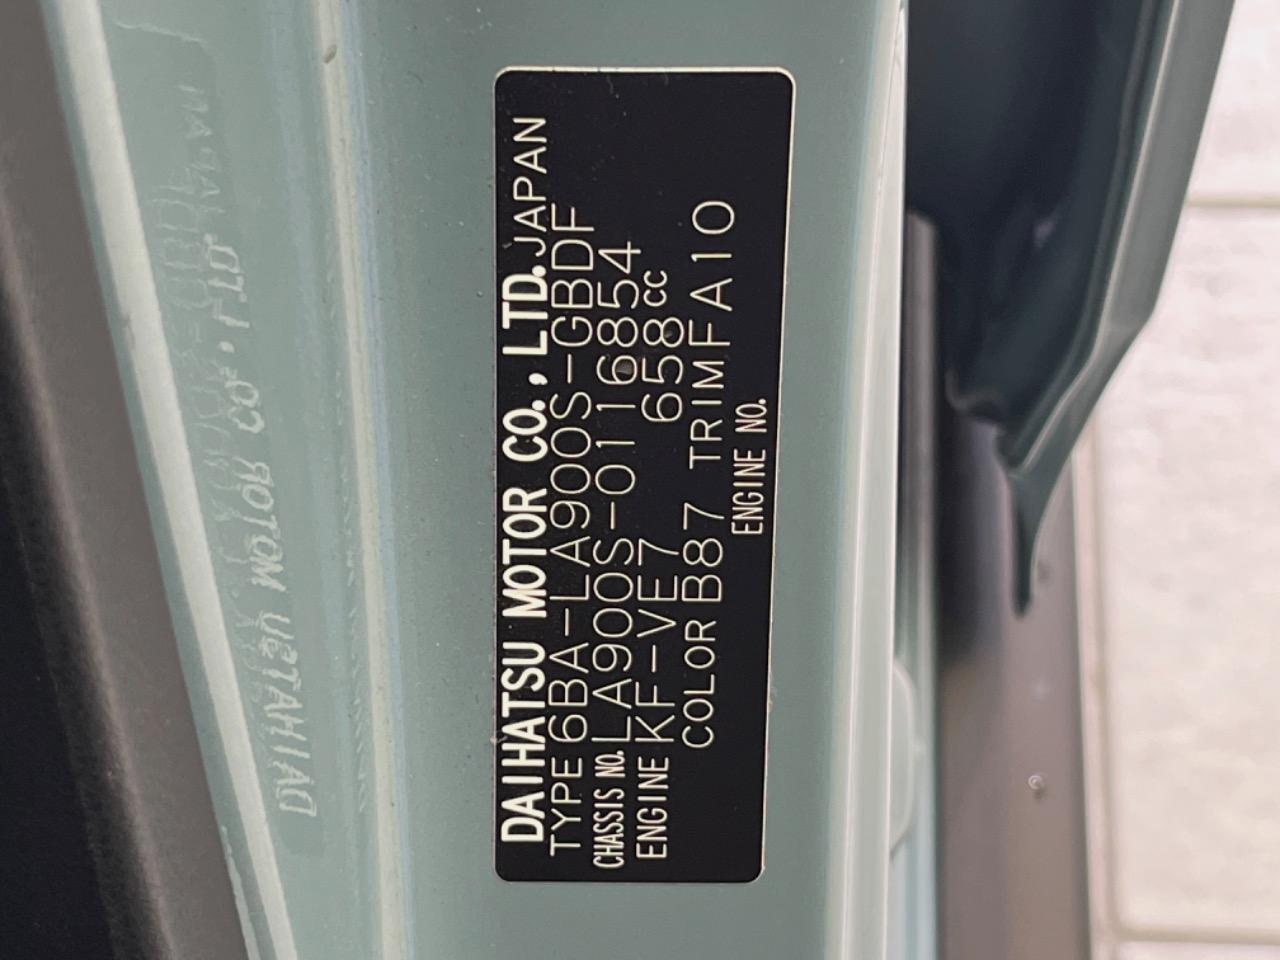 DAIHATSU MOTOR CO., LTD. JAPAN
TYPE 6BA-LA900S-GBDF
CHASSIS NO. LA900S-0116854
ENGINE KF-VE7 658cc
COLOR B87 TRIM FA10
ENGINE NO.